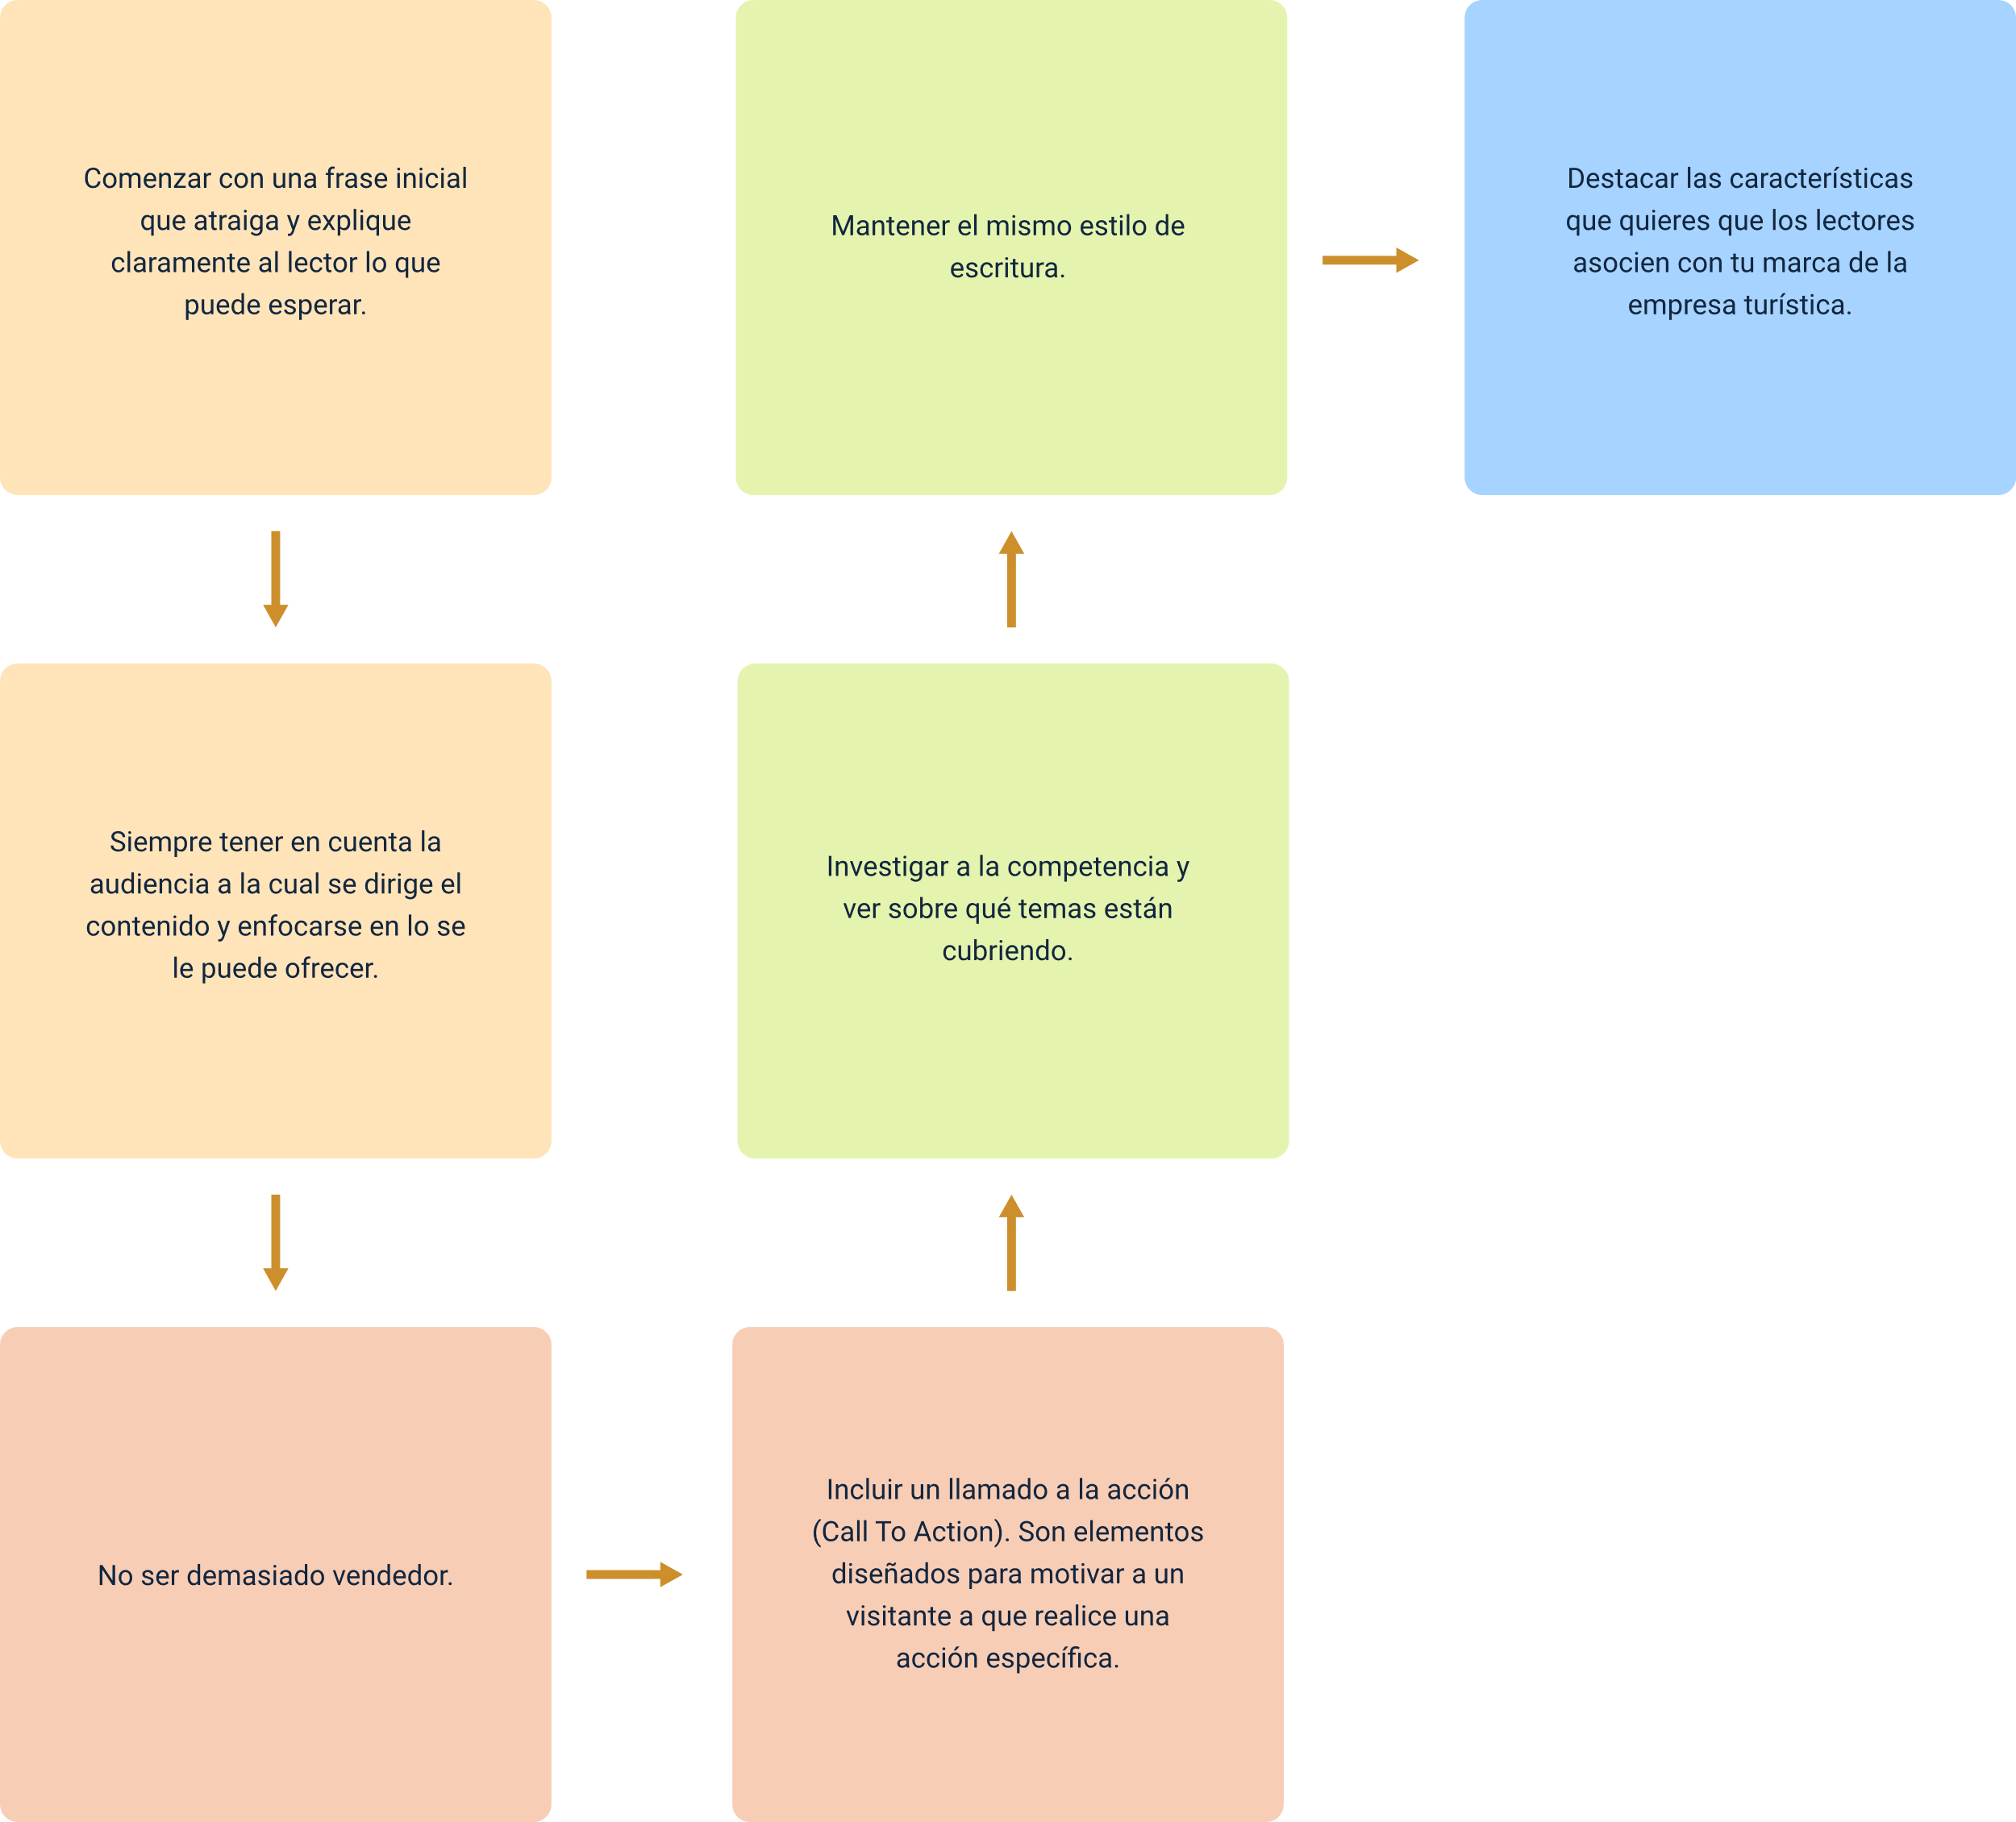 Comenzar con una frase inicial
que atraiga y explique
claramente al lector lo que
puede esperar.
Siempre tener en cuenta la
audiencia a la cual se dirige el
contenido y enfocarse en lo se
le puede ofrecer.
No ser demasiado vendedor.
Incluir un llamado a la acción
(Call To Action). Son elementos
diseñados para motivar a un
visitante a que realice una
acción específica.
Investigar a la competencia y
ver sobre qué temas están
cubriendo.
Mantener el mismo estilo de
escritura.
Destacar las características
que quieres que los lectores
asocien con tu marca de la
empresa turística.